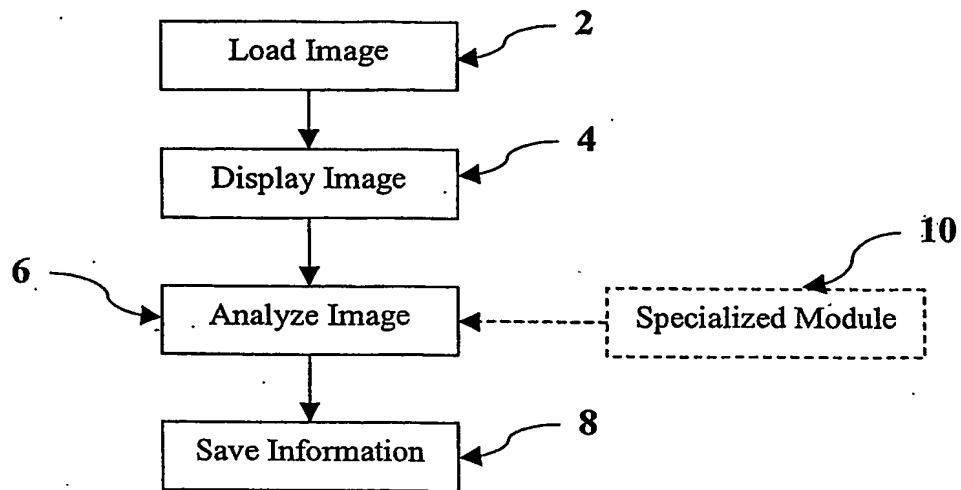 Load Image
2
Display Image
4
6
Analyze Image
10
Specialized Module
Save Information
8